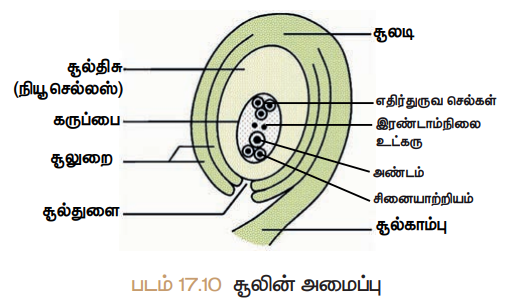 சூல்திசு
(நியூசெல்லஸ்)
கருப்பை
சூலுறை
சூல்துளை
சூலடி
எதிர்துருவ செல்கள்
இரண்டாம்நிலை
உட்கரு
அண்டம்
சினையாற்றியம்
சூல்காம்பு
படம் 17.10 சூலின் அமைப்பு